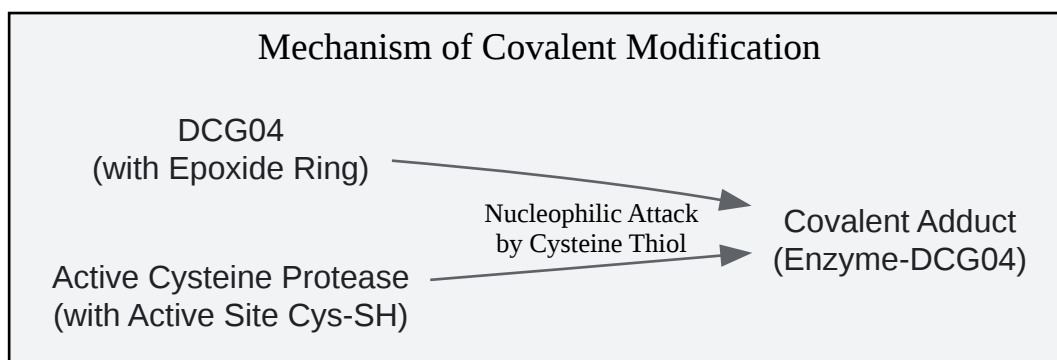 Mechanism of Covalent Modification
DCG04
(with Epoxide Ring)
Nucleophilic Attack
by Cysteine Thiol
Covalent Adduct
(Enzyme-DCG04)
Active Cysteine Protease
(with Active Site Cys-SH)